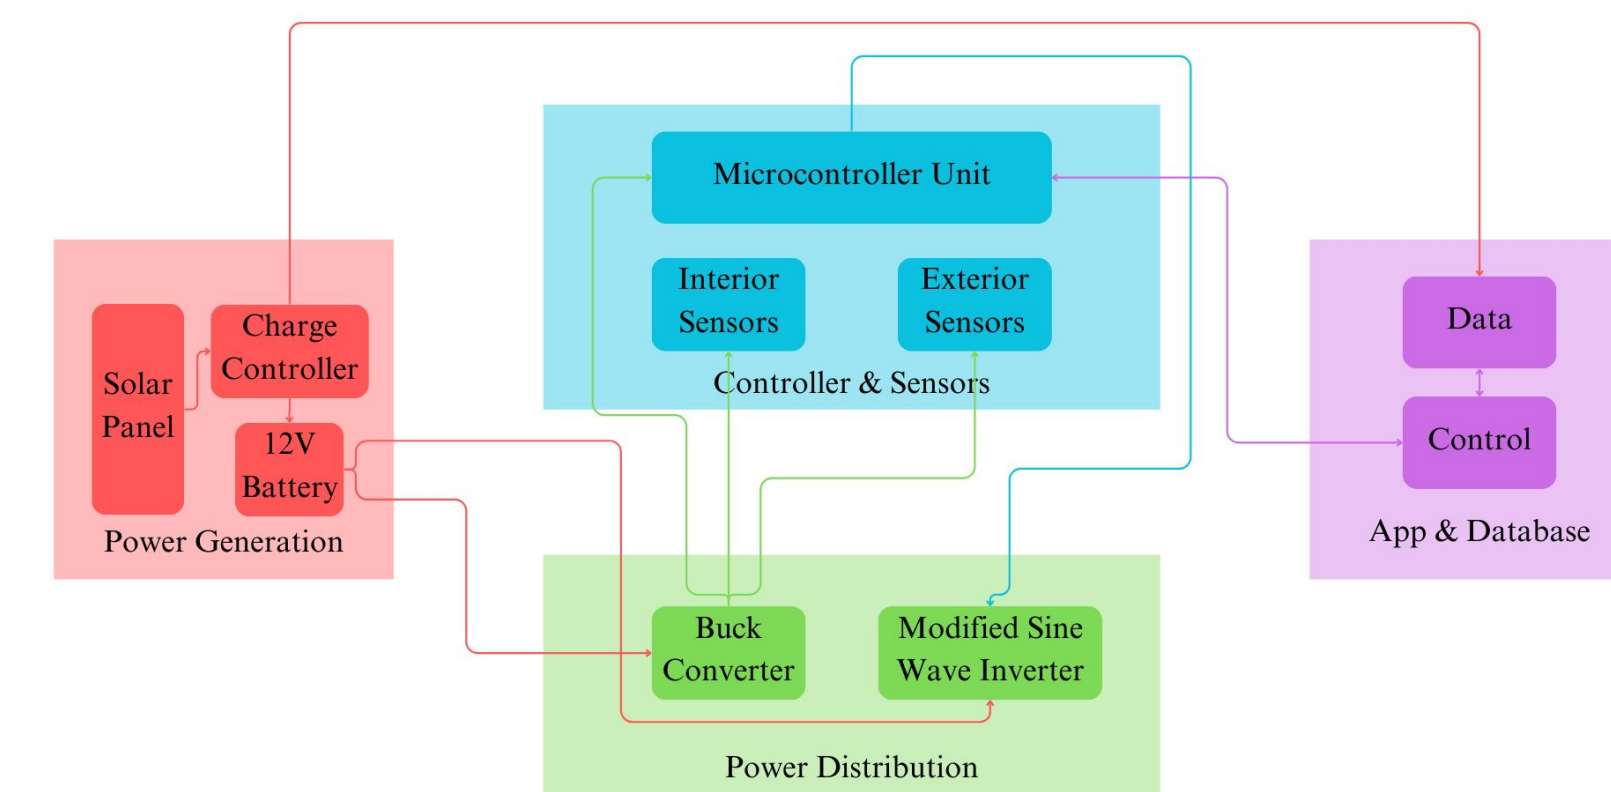 Microcontroller Unit
Interior
Sensors
Exterior
Sensors
Controller & Sensors
Solar
Panel
Charge
Controller
12V
Battery
Power Generation
Data
Control
App & Database
Buck
Converter
Modified Sine
Wave Inverter
Power Distribution